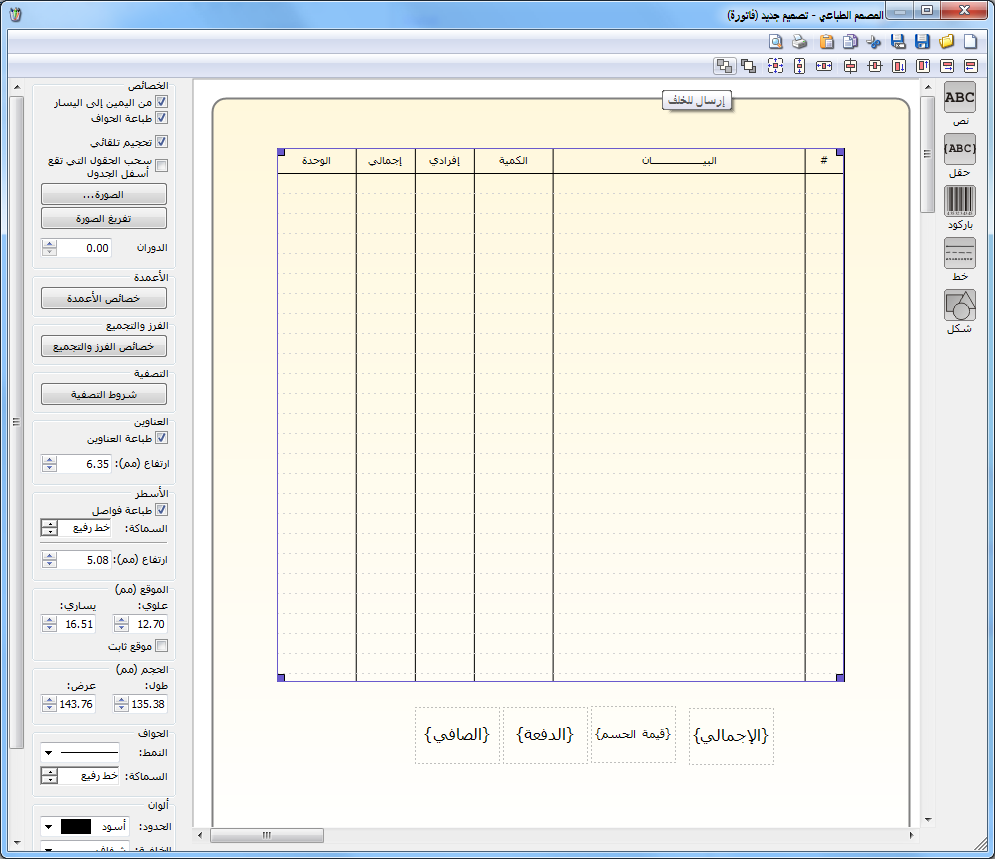 المصمم الطباعي - تصميم جديد (فاتورة)
إرسال للخلف
ABC
نص
{ABC}
حقل
باركود
خط
شكل
# البيـــــــــــــان الكمية إفرادي إجمالي الوحدة
{الإجمالي} {قيمة الحسم} {الدفعة} {الصافي}
الخصائص
من اليمين إلى اليسار
طباعة الحواف
تحجيم تلقائي
سحب الحقول التي تقع
أسفل الجدول
الصورة...
تفريغ الصورة
الدوران 0.00
الأعمدة
خصائص الأعمدة
الفرز والتجميع
خصائص الفرز والتجميع
التصفية
شروط التصفية
العناوين
طباعة العناوين
ارتفاع (مم): 6.35
الأسطر
طباعة فواصل
السماكة: خط رفيع
ارتفاع (مم): 5.08
الموقع (مم)
علوي: يساري:
12.70 16.51
موقع ثابت
الحجم (مم)
طول: عرض:
135.38 143.76
الحواف
النمط:
السماكة: خط رفيع
ألوان
الحدود: أسود